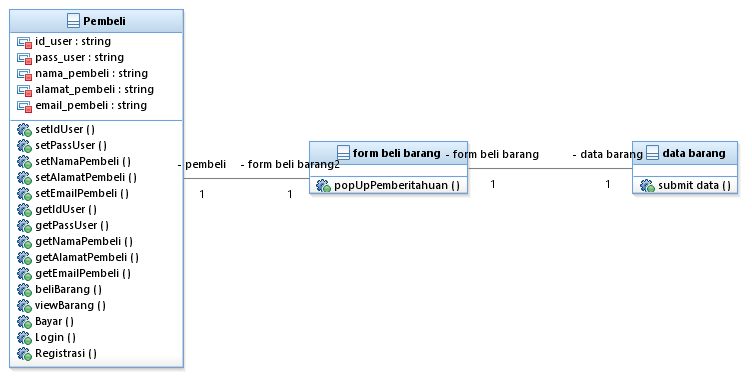 Pembeli
id_user : string
pass_user : string
nama_pembeli : string
alamat_pembeli : string
email_pembeli : string
setIdUser ( )
setPassUser ( )
setNamaPembeli ( )
setAlamatPembeli ( )
setEmailPembeli ( )
getIdUser ( )
getPassUser ( )
getNamaPembeli ( )
getAlamatPembeli ( )
getEmailPembeli ( )
beliBarang ( )
viewBarang ( )
Bayar ( )
Login ( )
Registrasi ( )
- pembeli
- form beli barang2
1
1
form beli barang
popUpPemberitahuan ( )
- form beli barang
- data barang
1
1
data barang
submit data ( )